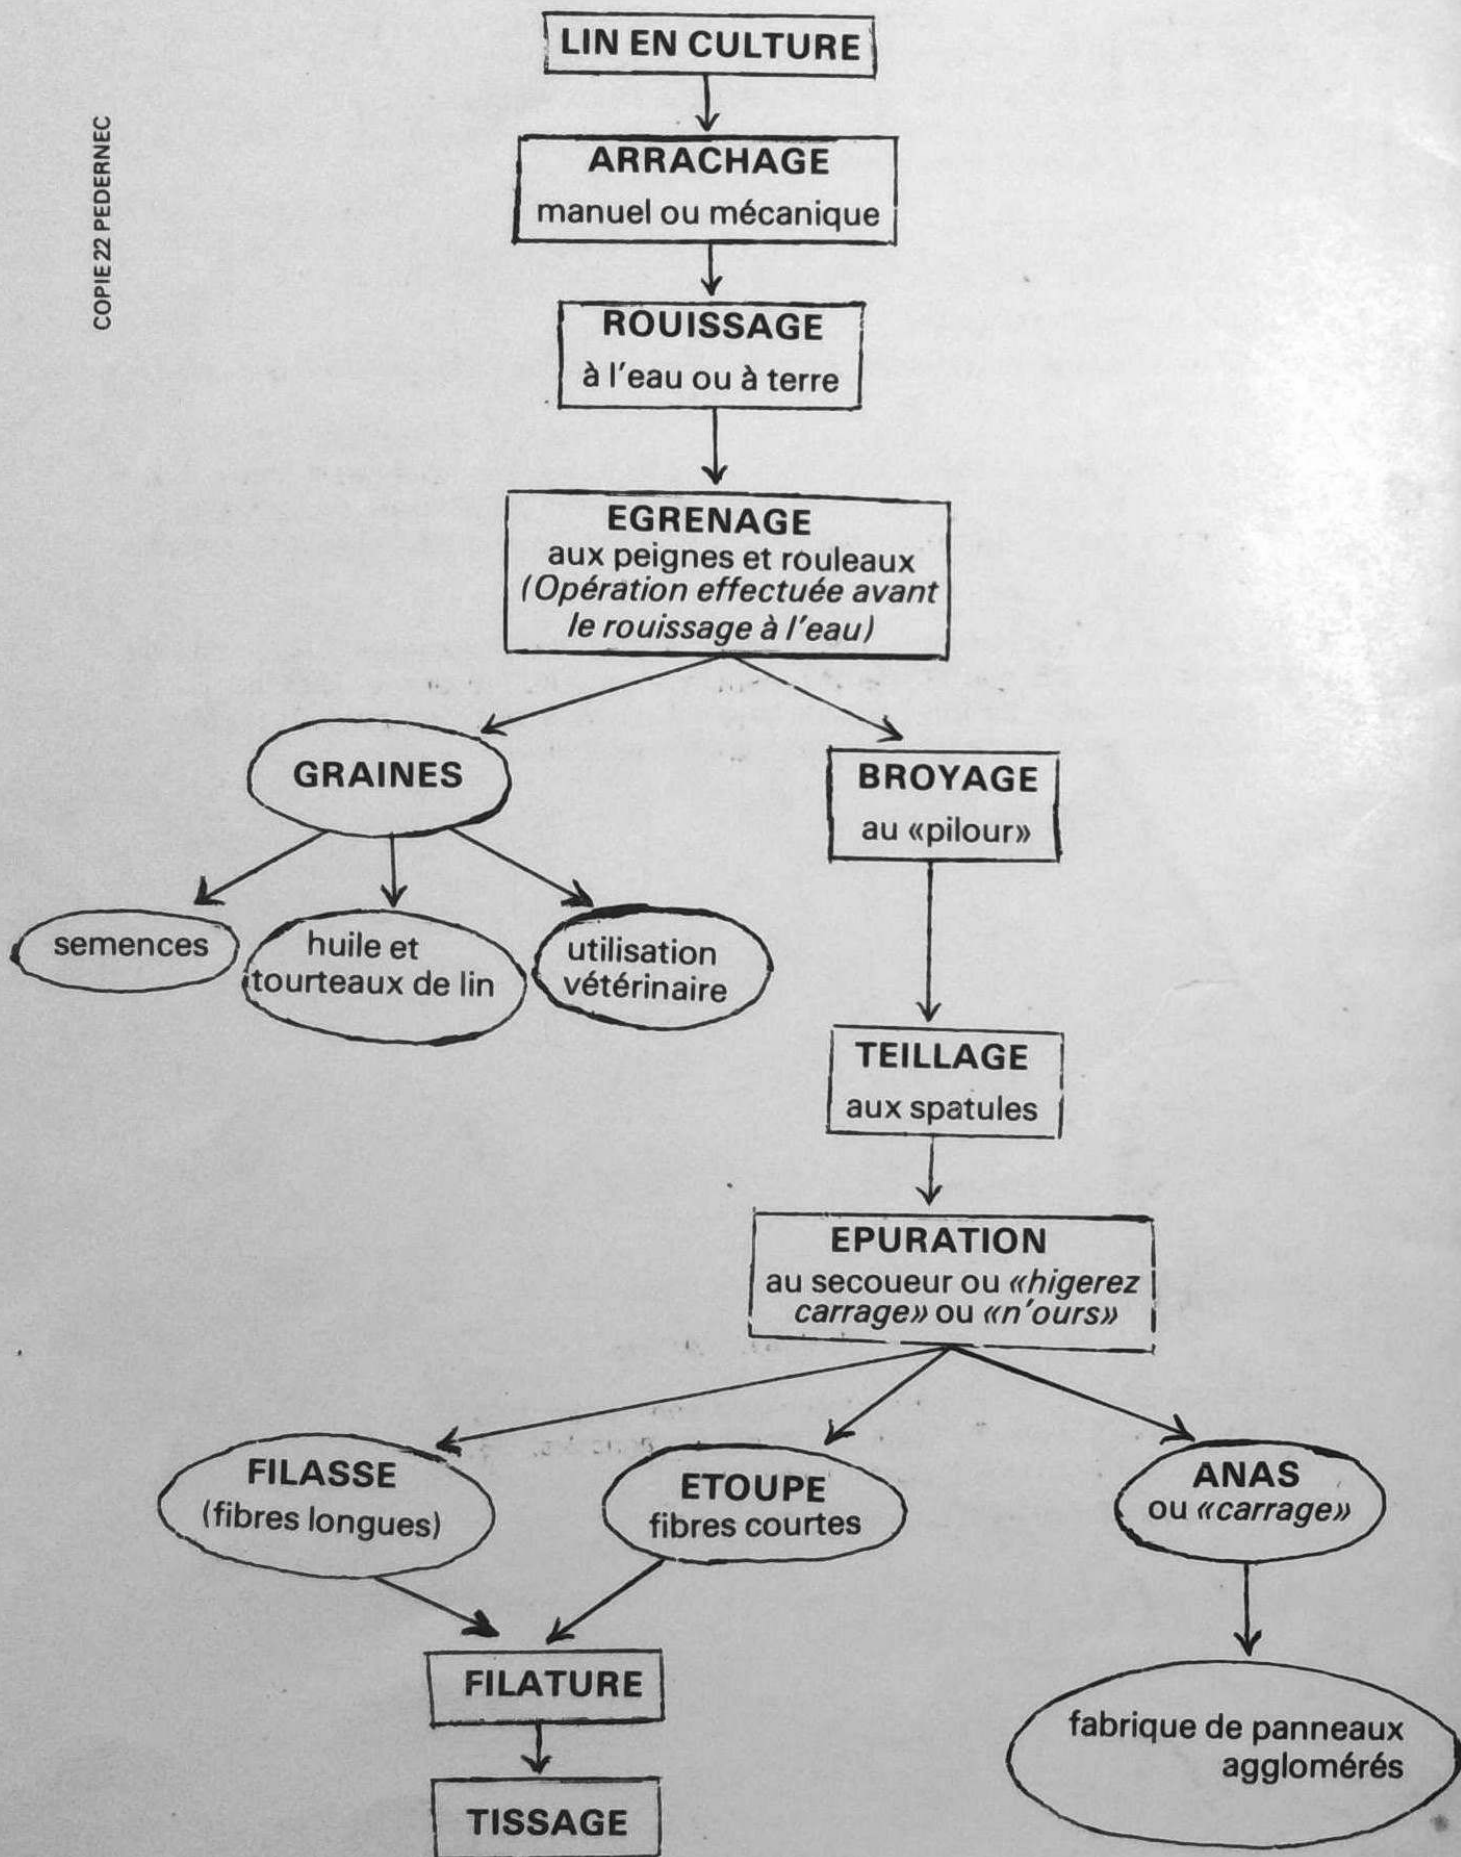 LIN EN CULTURE
COPIE 22 PEDERNEC
ARRACHAGE
manuel ou mécanique
ROUISSAGE
à l'eau ou à terre
EGRENAGE
aux peignes et rouleaux
(Opération effectuée avant
le rouissage à l'eau)
GRAINES
semences
huile et
tourteaux de lin
utilisation
vétérinaire
BROYAGE
au «pilour»
TEILLAGE
aux spatules
EPURATION
au secoueur ou «higerez
carrage» ou «n'ours»
FILASSE
(fibres longues)
ETOUPE
fibres courtes
ANAS
ou «carrage»
FILATURE
TISSAGE
fabrique de panneaux
agglomérés